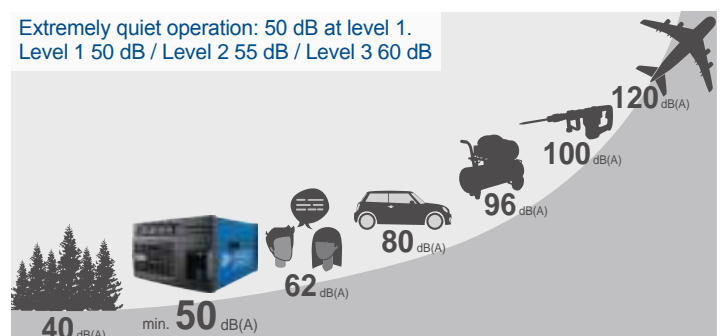 Extremely quiet operation: 50 dB at level 1.
Level 1 50 dB / Level 2 55 dB / Level 3 60 dB
40 dB(A)
min. 50 dB(A)
62 dB(A)
80 dB(A)
96 dB(A)
100 dB(A)
120 dB(A)